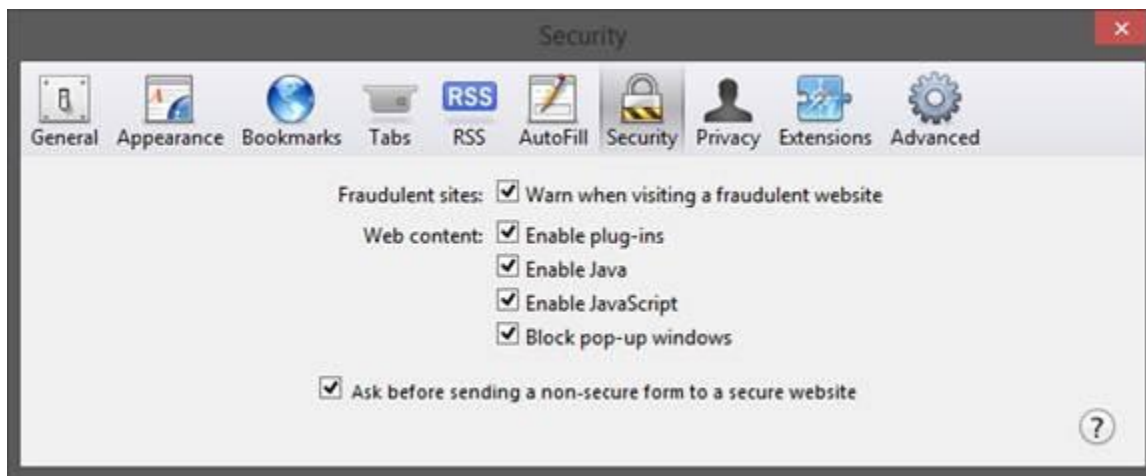 Security
General Appearance Bookmarks Tabs RSS RSS AutoFill Security Privacy Extensions Advanced
Fraudulent sites: Warn when visiting a fraudulent website
Web content: Enable plug-ins
Enable Java
Enable JavaScript
Block pop-up windows
Ask before sending a non-secure form to a secure website
?